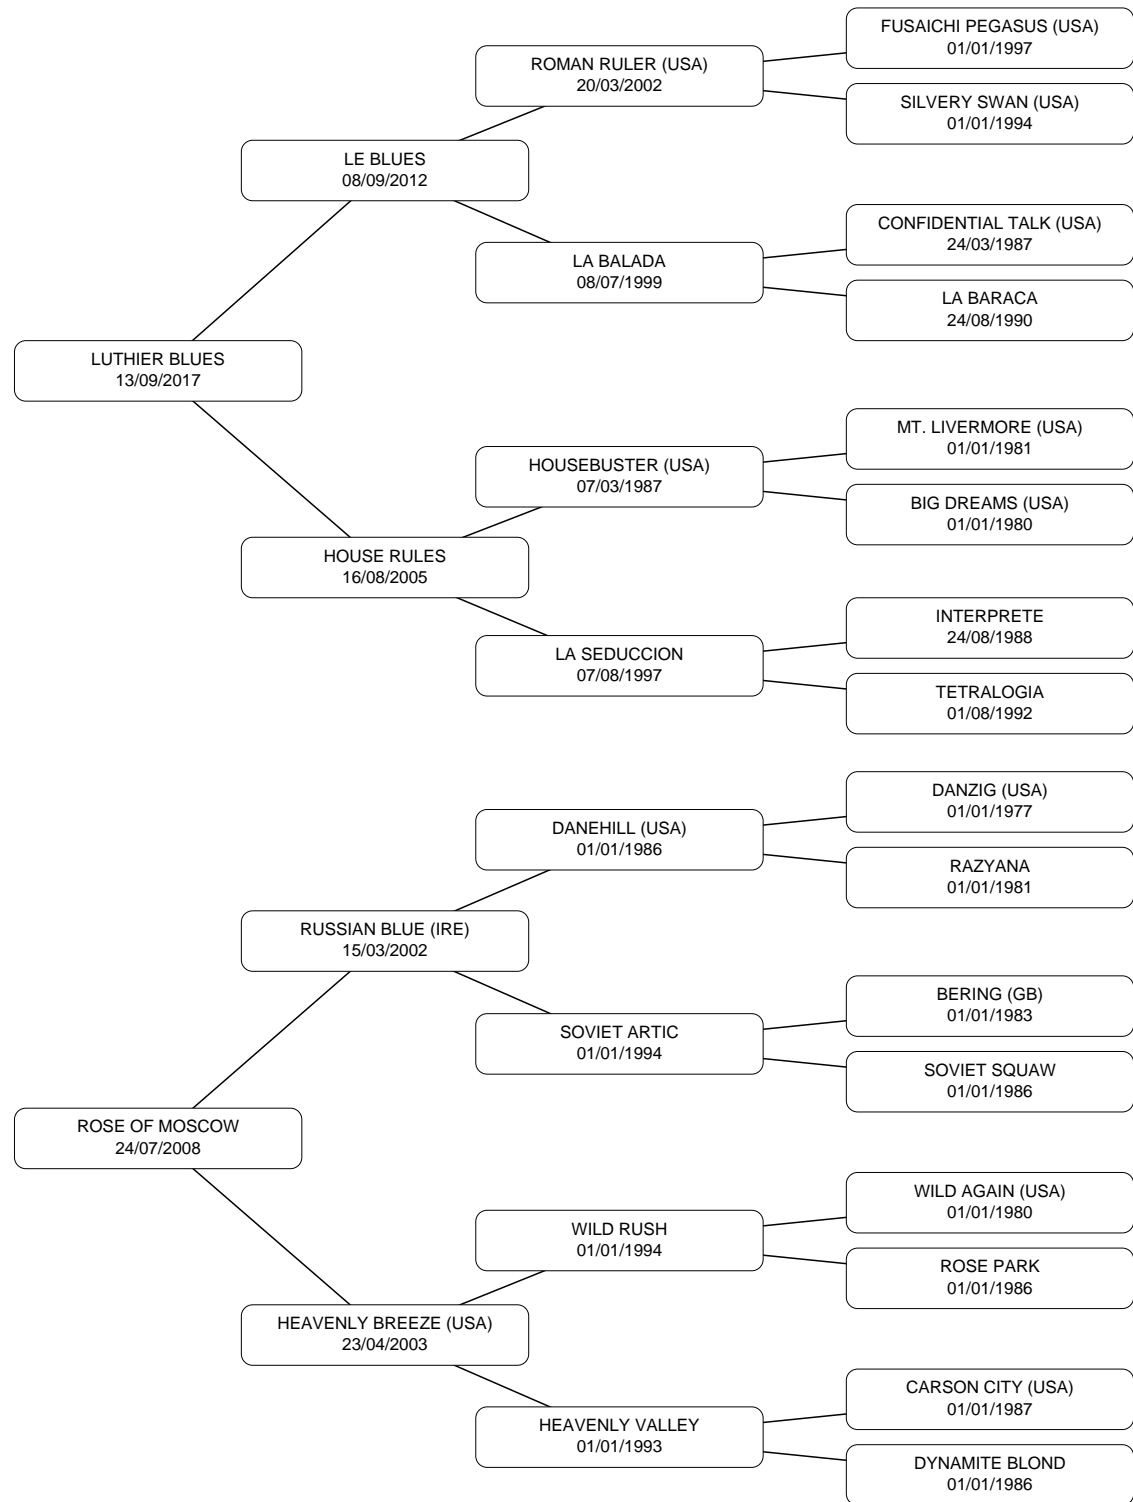 FUSAICHI PEGASUS (USA)
01/01/1997
ROMAN RULER (USA)
20/03/2002
SILVERY SWAN (USA)
01/01/1994
LE BLUES
08/09/2012
CONFIDENTIAL TALK (USA)
24/03/1987
LA BALADA
08/07/1999
LA BARACA
24/08/1990
LUTHIER BLUES
13/09/2017
MT. LIVERMORE (USA)
01/01/1981
HOUSEBUSTER (USA)
07/03/1987
BIG DREAMS (USA)
01/01/1980
HOUSE RULES
16/08/2005
INTERPRETE
24/08/1988
LA SEDUCCION
07/08/1997
TETRALOGIA
01/08/1992
DANZIG (USA)
01/01/1977
DANEHILL (USA)
01/01/1986
RAZYANA
01/01/1981
RUSSIAN BLUE (IRE)
15/03/2002
BERING (GB)
01/01/1983
SOVIET ARTIC
01/01/1994
SOVIET SQUAW
01/01/1986
ROSE OF MOSCOW
24/07/2008
WILD AGAIN (USA)
01/01/1980
WILD RUSH
01/01/1994
ROSE PARK
01/01/1986
HEAVENLY BREEZE (USA)
23/04/2003
CARSON CITY (USA)
01/01/1987
HEAVENLY VALLEY
01/01/1993
DYNAMITE BLOND
01/01/1986